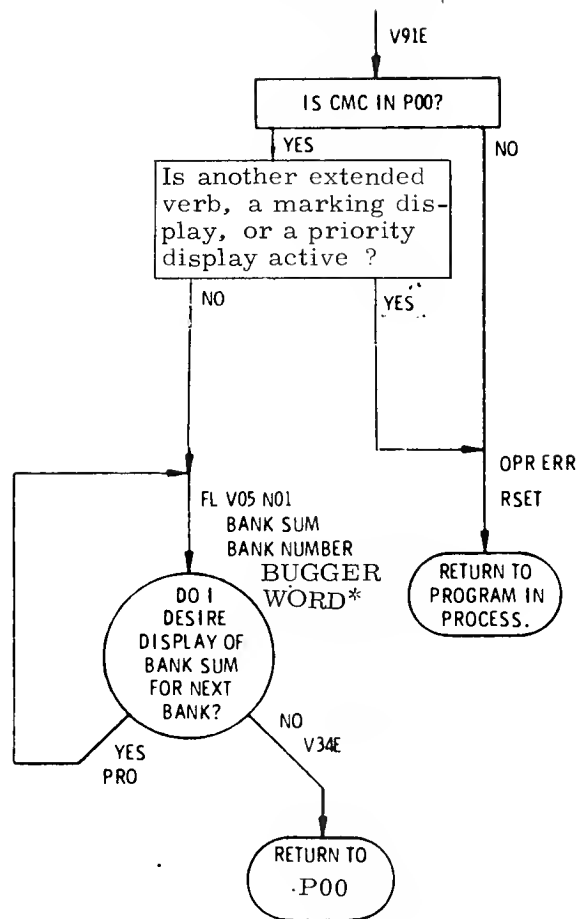 V91E
IS CMC IN P00?
YES
NO
Is another extended
verb, a marking dis-
play, or a priority
display active ?
NO
YES
OPR ERR
RSET
FL V05 N01
BANK SUM
BANK NUMBER
BUGGER
WORD*
RETURN TO
PROGRAM IN
PROCESS.
DO I
DESIRE
DISPLAY OF
BANK SUM
FOR NEXT
BANK?
YES
PRO
NO
V34E
RETURN TO
P00